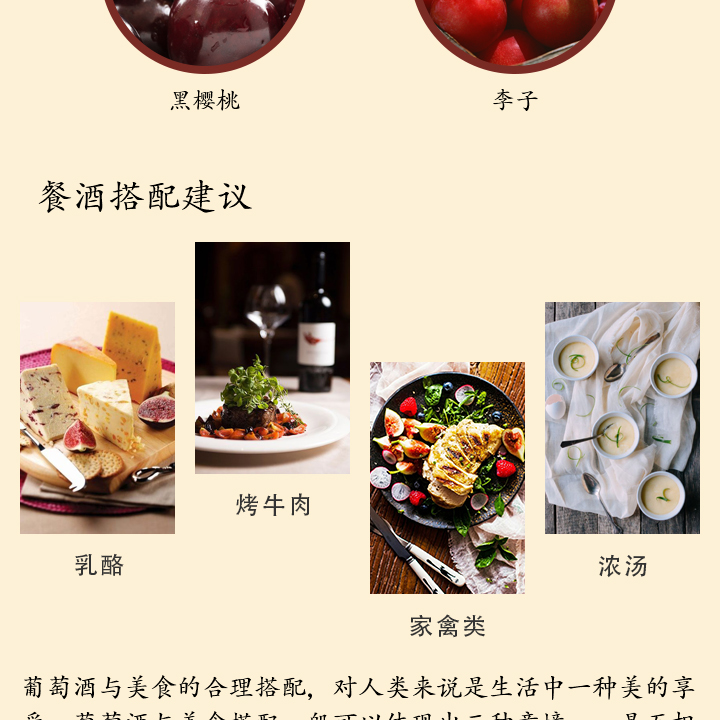 黑樱桃 李子
餐酒搭配建议
烤牛肉
乳酪 浓汤
家禽类
葡萄酒与美食的合理搭配，对人类来说是生活中一种美的享